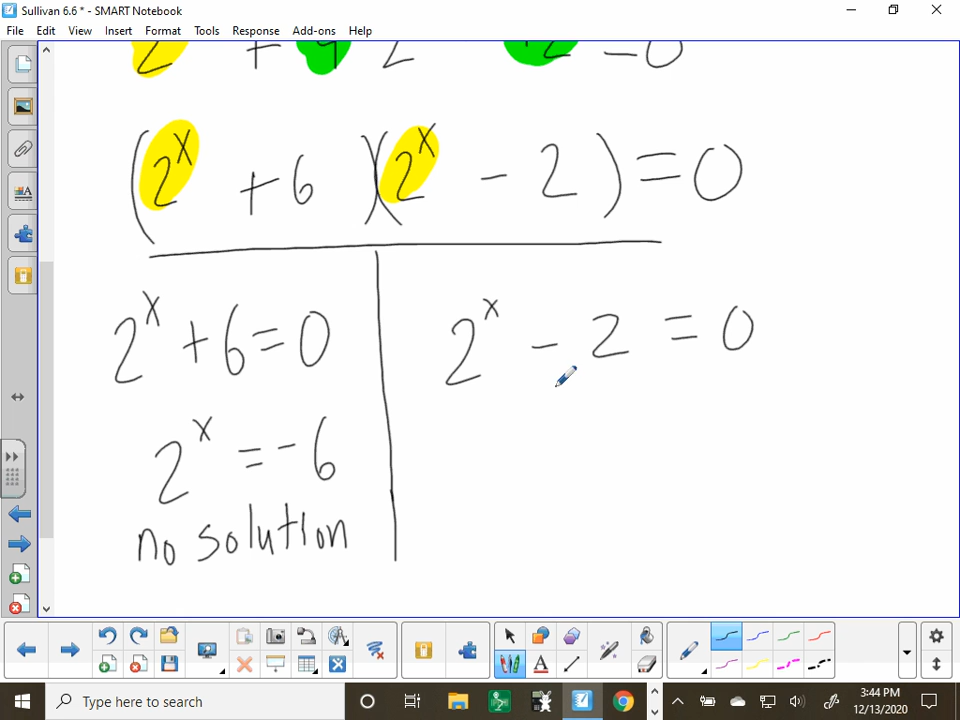 Sullivan 6.6 * - SMART Notebook
File Edit View Insert Format Tools Response Add-ons Help
(2^x + 6)(2^x - 2) = 0
2^x + 6 = 0
2^x = -6
no solution
2^x - 2 = 0
Type here to search
3:44 PM
12/13/2020